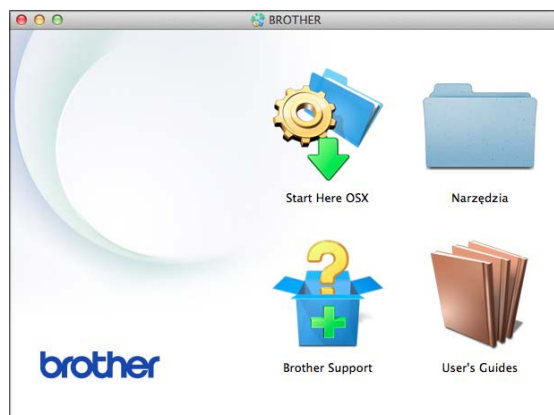 BROTHER
Start Here OSX
Narzędzia
Brother Support
User's Guides
brother